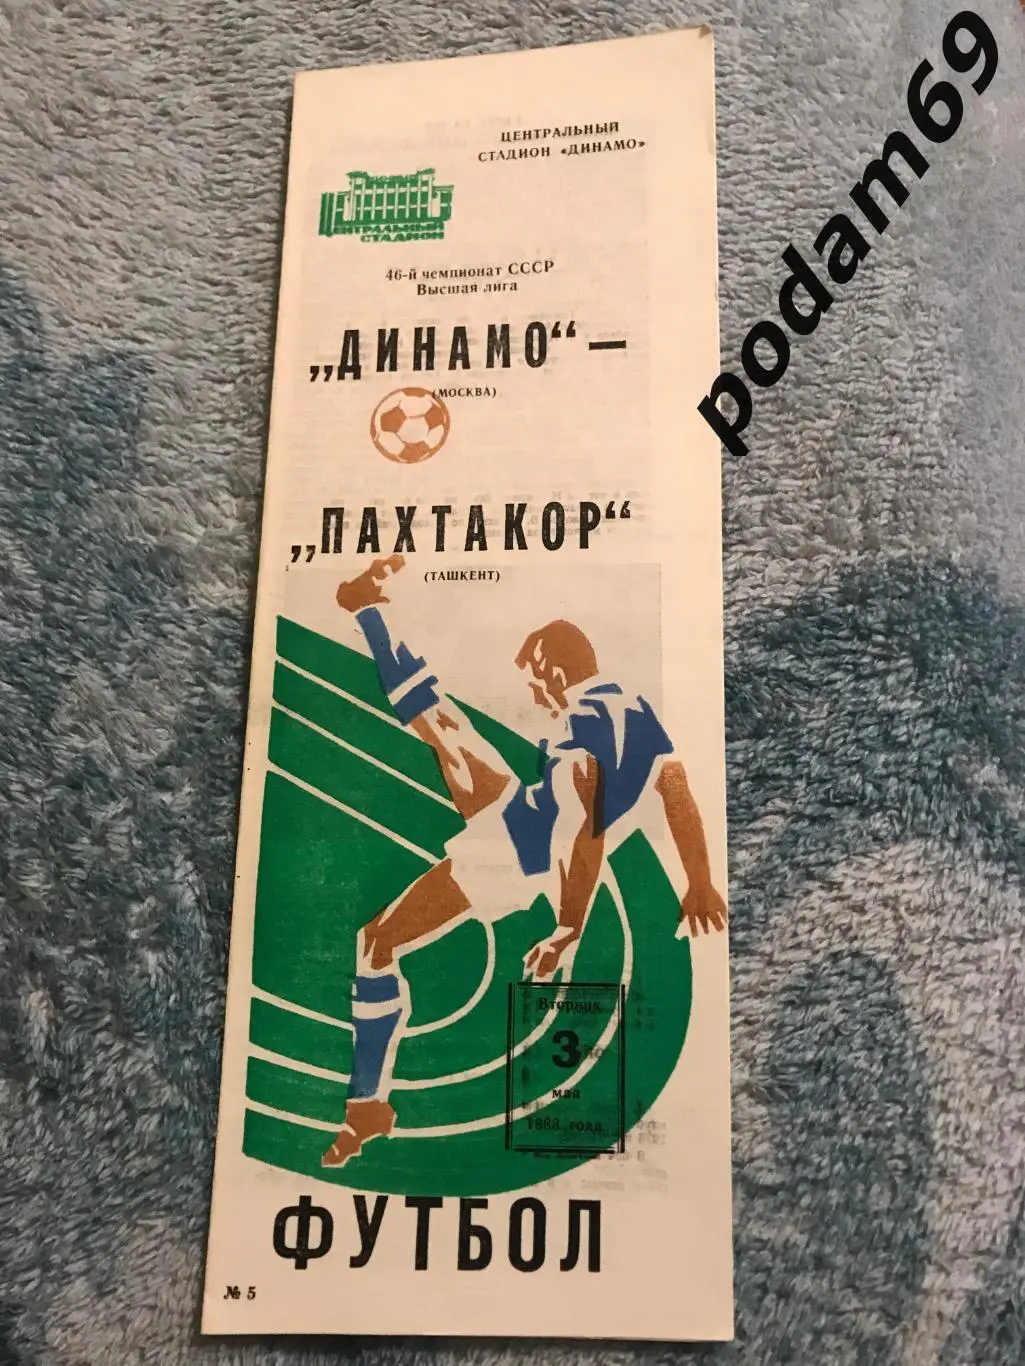 ЦЕНТРАЛЬНЫЙ
СТАДИОН «ДИНАМО»
ЦЕНТРАЛЬНЫЙ
СТАДИОН
46-й чемпионат СССР
Высшая лига
„ДИНАМО“ —
(МОСКВА)
„ПАХТАКОР“
(ТАШКЕНТ)
Вторник
3
мая
1983 года
ФУТБОЛ
№ 5
podam69